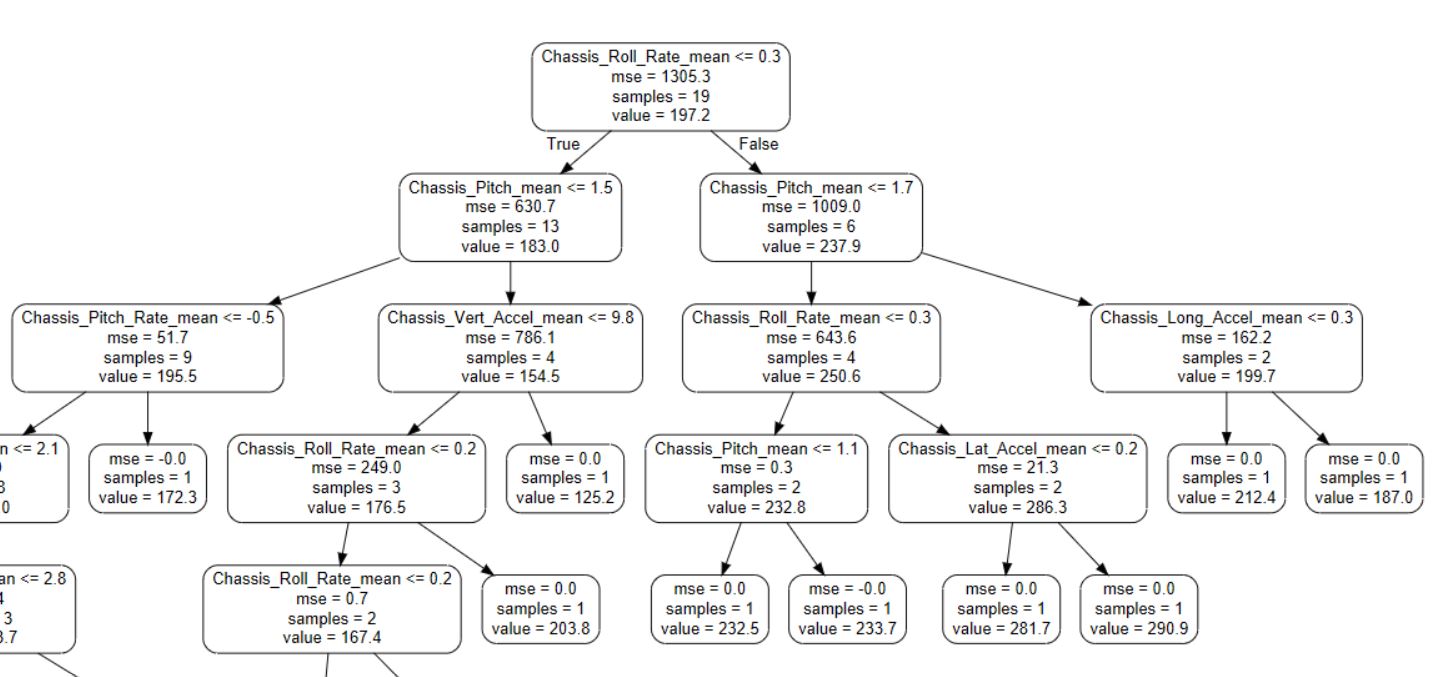 Chassis_Roll_Rate_mean <= 0.3
mse = 1305.3
samples = 19
value = 197.2
True
False
Chassis_Pitch_mean <= 1.5
mse = 630.7
samples = 13
value = 183.0
Chassis_Pitch_mean <= 1.7
mse = 1009.0
samples = 6
value = 237.9
Chassis_Pitch_Rate_mean <= -0.5
mse = 51.7
samples = 9
value = 195.5
Chassis_Vert_Accel_mean <= 9.8
mse = 786.1
samples = 4
value = 154.5
Chassis_Roll_Rate_mean <= 0.3
mse = 643.6
samples = 4
value = 250.6
Chassis_Long_Accel_mean <= 0.3
mse = 162.2
samples = 2
value = 199.7
n <= 2.1
8
0
mse = -0.0
samples = 1
value = 172.3
Chassis_Roll_Rate_mean <= 0.2
mse = 249.0
samples = 3
value = 176.5
mse = 0.0
samples = 1
value = 125.2
Chassis_Pitch_mean <= 1.1
mse = 0.3
samples = 2
value = 232.8
Chassis_Lat_Accel_mean <= 0.2
mse = 21.3
samples = 2
value = 286.3
mse = 0.0
samples = 1
value = 212.4
mse = 0.0
samples = 1
value = 187.0
an <= 2.8
4
3
3.7
Chassis_Roll_Rate_mean <= 0.2
mse = 0.7
samples = 2
value = 167.4
mse = 0.0
samples = 1
value = 203.8
mse = 0.0
samples = 1
value = 232.5
mse = -0.0
samples = 1
value = 233.7
mse = 0.0
samples = 1
value = 281.7
mse = 0.0
samples = 1
value = 290.9